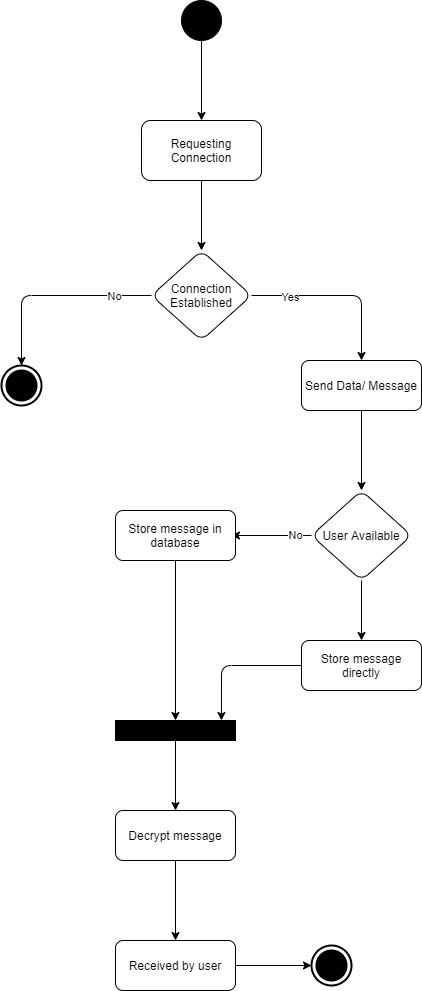 Requesting
Connection
Connection
Established
No
Yes
Send Data/ Message
User Available
No
Store message in
database
Store message
directly
Decrypt message
Received by user